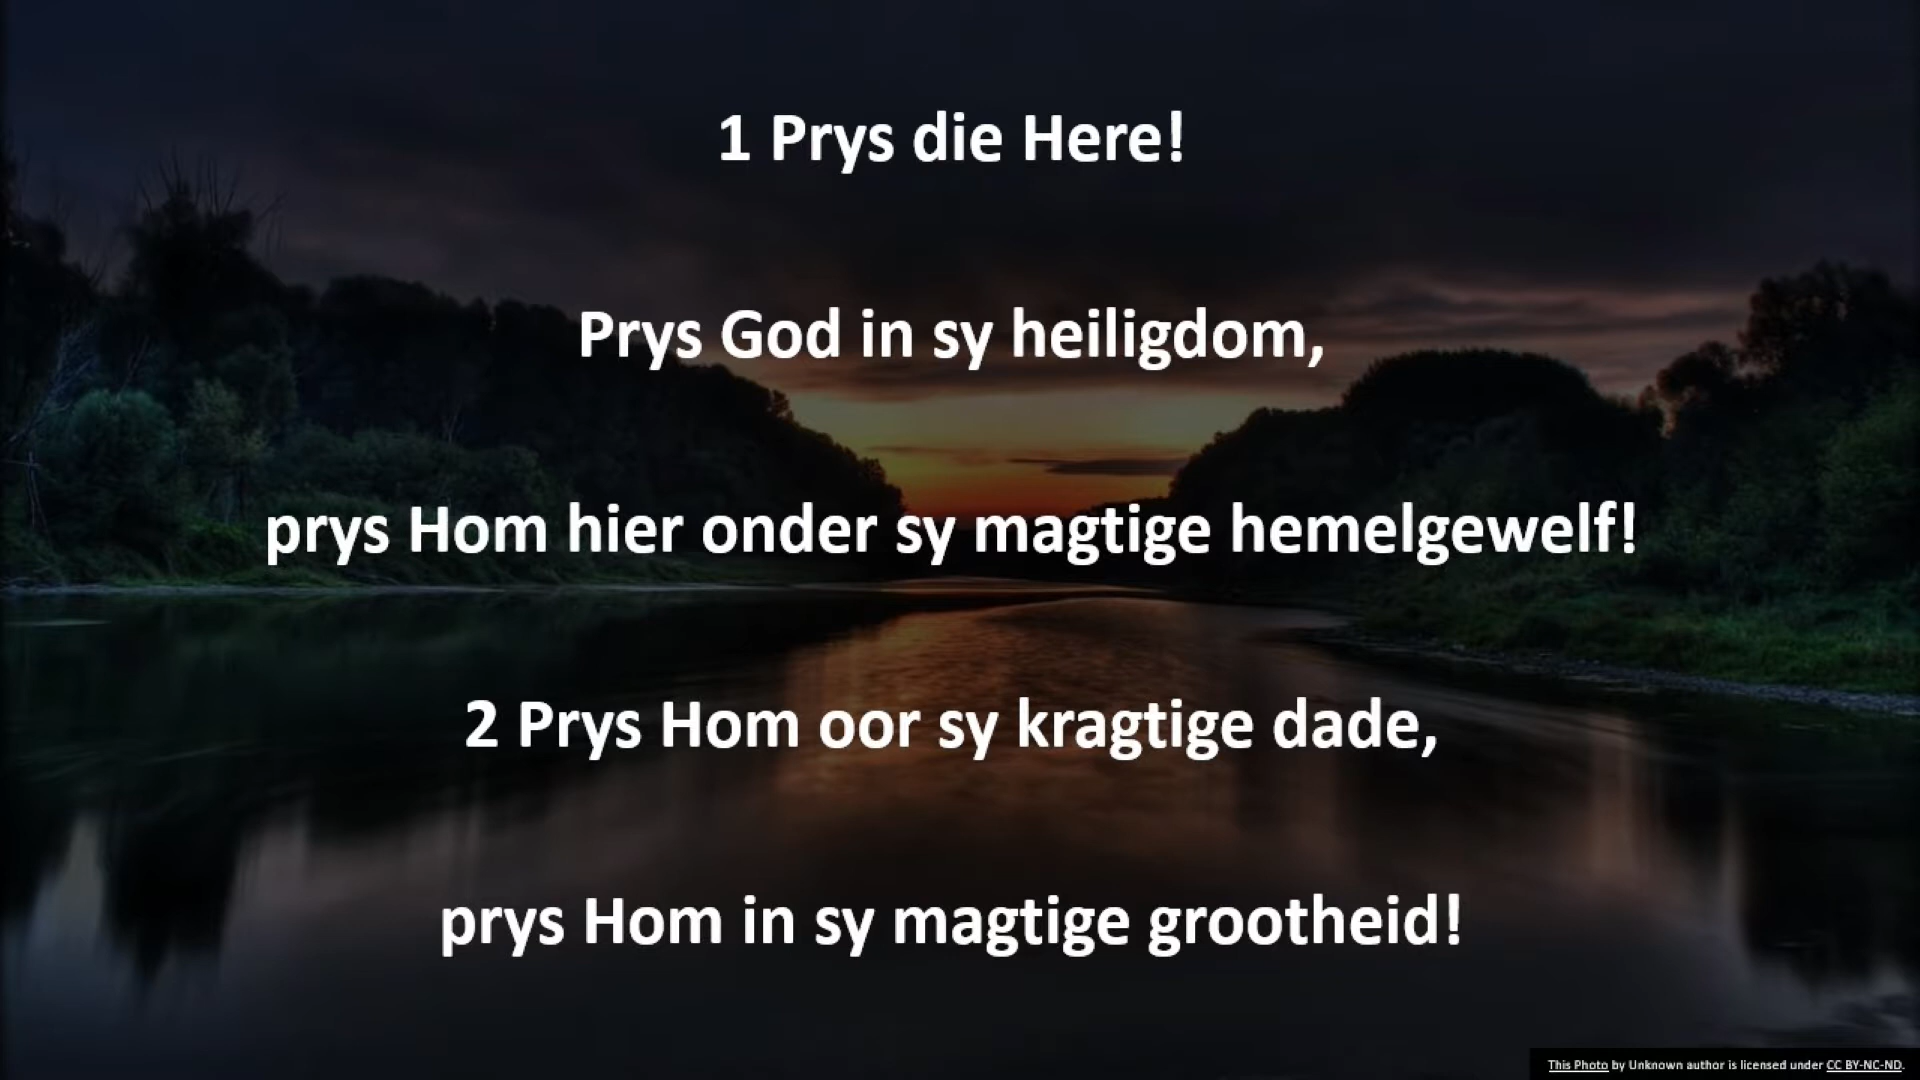 1 Prys die Here!
Prys God in sy heiligdom,
prys Hom hier onder sy magtige hemelgewelf!
2 Prys Hom oor sy kragtige dade,
prys Hom in sy magtige grootheid!
This Photo by Unknown author is licensed under CC BY-NC-ND.